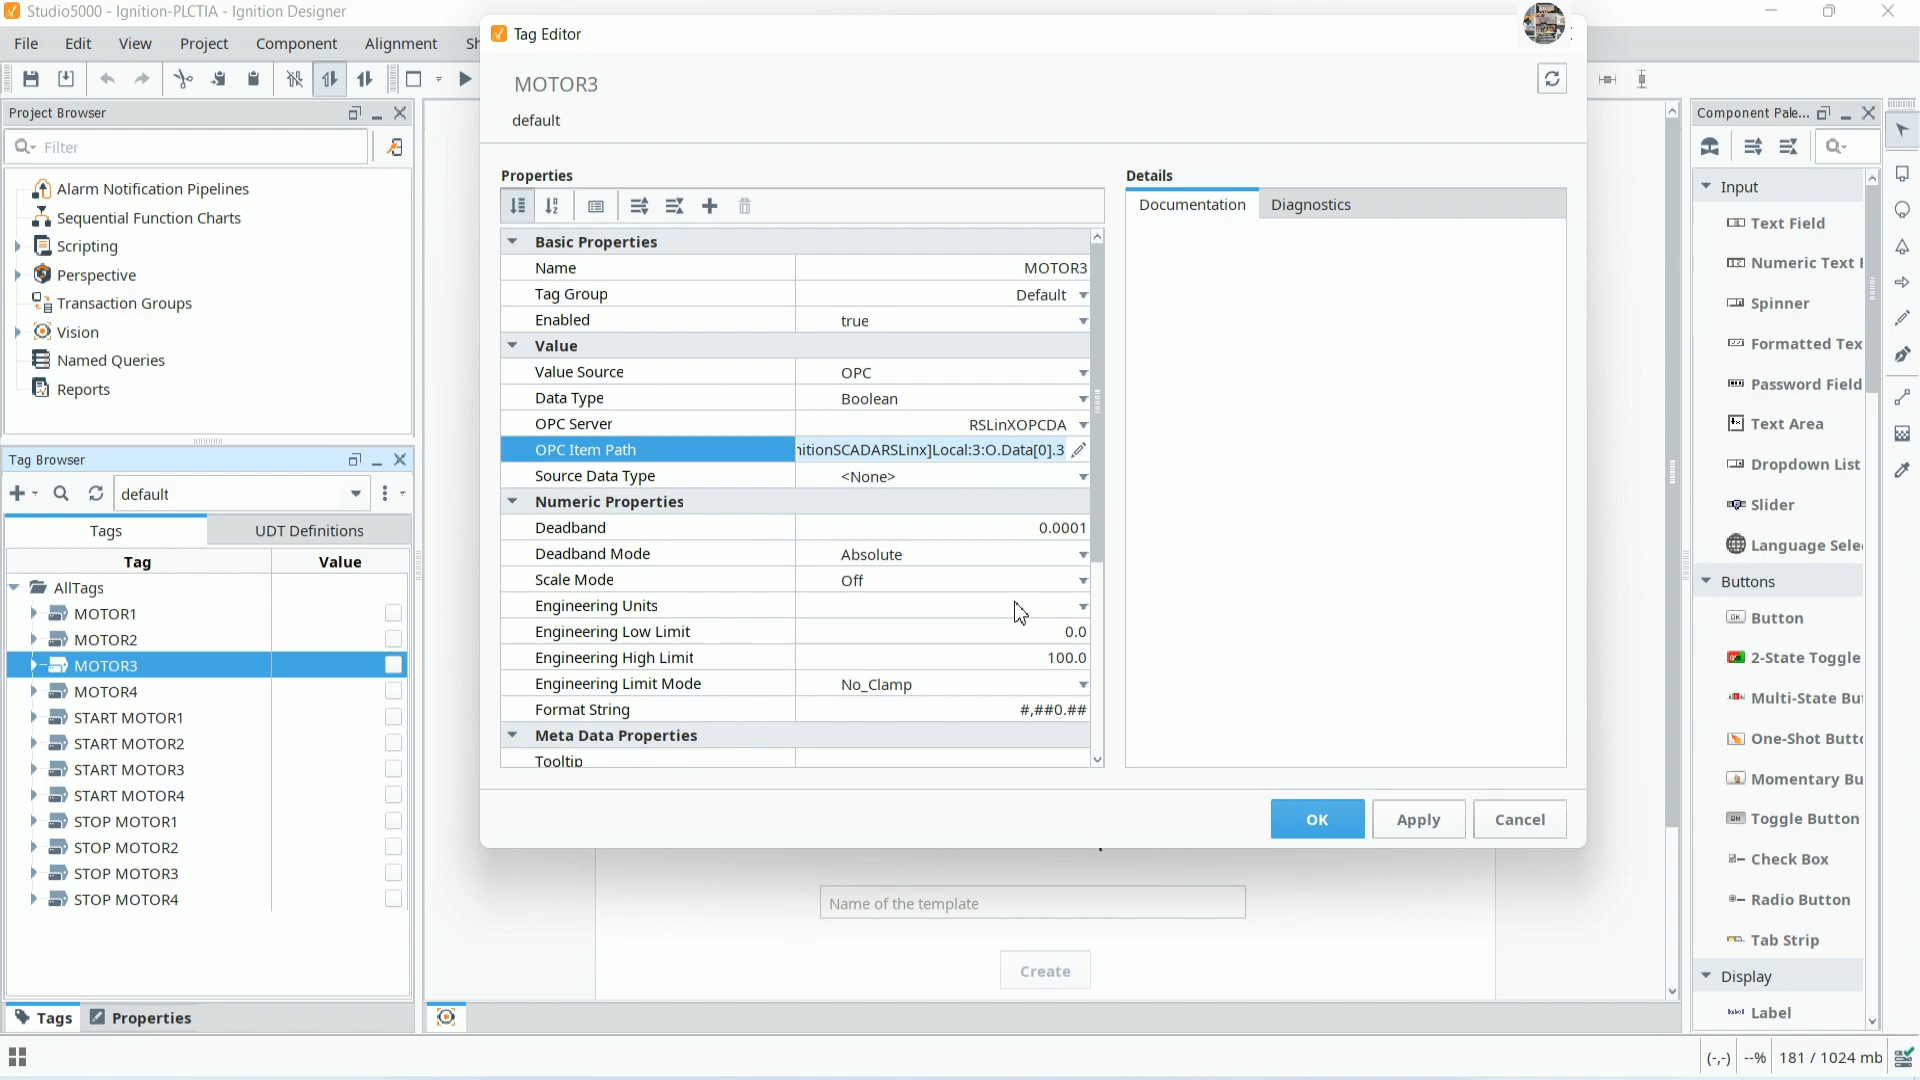 Studio5000 - Ignition-PLCTIA - Ignition Designer
File Edit View Project Component Alignment Sh
Tag Editor
MOTOR3
default
Project Browser
Filter
Alarm Notification Pipelines
Sequential Function Charts
Scripting
Perspective
Transaction Groups
Vision
Named Queries
Reports
Tag Browser
default
Tags UDT Definitions
Tag Value
AllTags
MOTOR1
MOTOR2
MOTOR3
MOTOR4
START MOTOR1
START MOTOR2
START MOTOR3
START MOTOR4
STOP MOTOR1
STOP MOTOR2
STOP MOTOR3
STOP MOTOR4
Tags Properties
Properties
Basic Properties
Name MOTOR3
Tag Group Default
Enabled true
Value
Value Source OPC
Data Type Boolean
OPC Server RSLinXOPCDA
OPC Item Path nitionSCADARSLinx]Local:3:O.Data[0].3
Source Data Type <None>
Numeric Properties
Deadband 0.0001
Deadband Mode Absolute
Scale Mode Off
Engineering Units
Engineering Low Limit 0.0
Engineering High Limit 100.0
Engineering Limit Mode No_Clamp
Format String #,##0.##
Meta Data Properties
Tooltip
Details
Documentation Diagnostics
OK Apply Cancel
Name of the template
Create
Component Pale...
Input
Text Field
Numeric Text F
Spinner
Formatted Tex
Password Field
Text Area
Dropdown List
Slider
Language Sele
Buttons
Button
2-State Toggle
Multi-State Bu
One-Shot Butto
Momentary Bu
Toggle Button
Check Box
Radio Button
Tab Strip
Display
Label
(-,-) --% 181 / 1024 mb